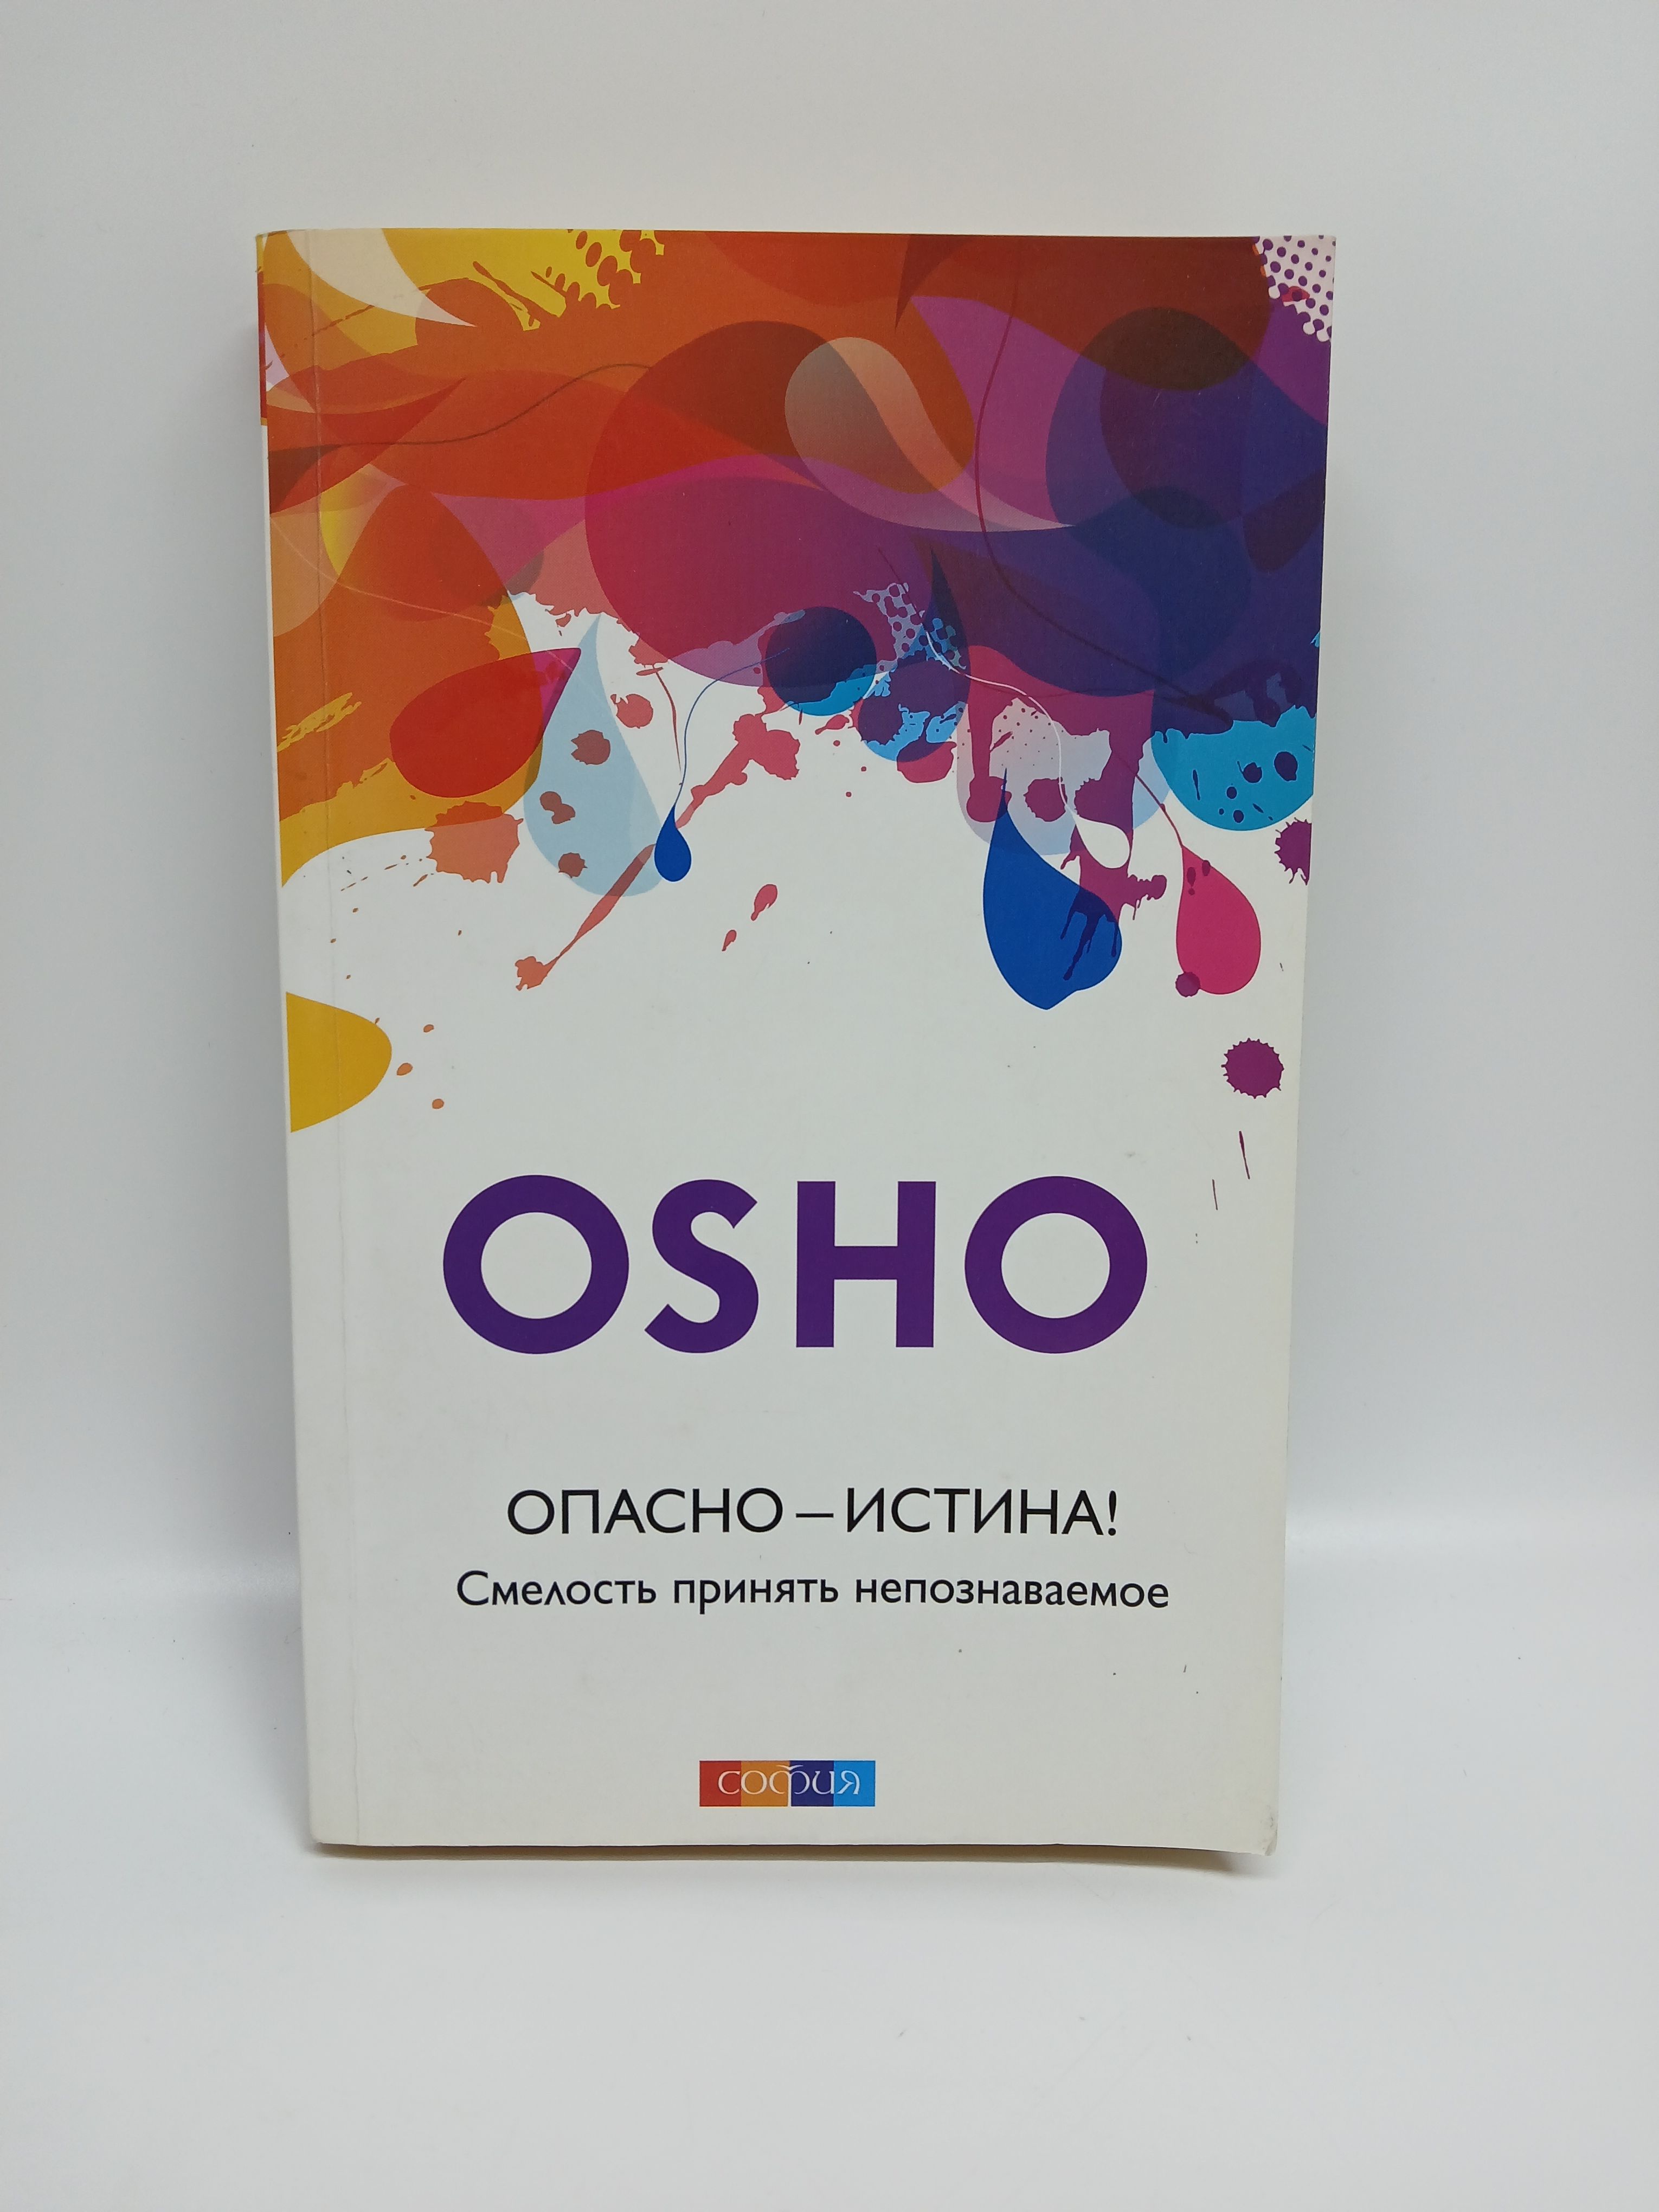 OSHO
ОПАСНО — ИСТИНА!
Смелость принять непознаваемое
софия